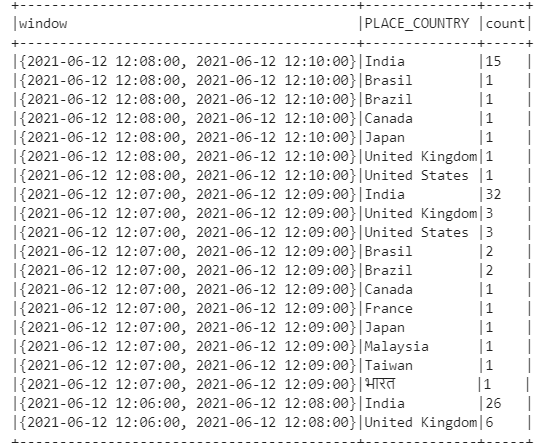 +------------------------------------------+--------------+-----+
|window                                    |PLACE_COUNTRY |count|
+------------------------------------------+--------------+-----+
|{2021-06-12 12:08:00, 2021-06-12 12:10:00}|India         |15   |
|{2021-06-12 12:08:00, 2021-06-12 12:10:00}|Brasil        |1    |
|{2021-06-12 12:08:00, 2021-06-12 12:10:00}|Brazil        |1    |
|{2021-06-12 12:08:00, 2021-06-12 12:10:00}|Canada        |1    |
|{2021-06-12 12:08:00, 2021-06-12 12:10:00}|Japan         |1    |
|{2021-06-12 12:08:00, 2021-06-12 12:10:00}|United Kingdom|1    |
|{2021-06-12 12:08:00, 2021-06-12 12:10:00}|United States |1    |
|{2021-06-12 12:07:00, 2021-06-12 12:09:00}|India         |32   |
|{2021-06-12 12:07:00, 2021-06-12 12:09:00}|United Kingdom|3    |
|{2021-06-12 12:07:00, 2021-06-12 12:09:00}|United States |3    |
|{2021-06-12 12:07:00, 2021-06-12 12:09:00}|Brasil        |2    |
|{2021-06-12 12:07:00, 2021-06-12 12:09:00}|Brazil        |2    |
|{2021-06-12 12:07:00, 2021-06-12 12:09:00}|Canada        |1    |
|{2021-06-12 12:07:00, 2021-06-12 12:09:00}|France        |1    |
|{2021-06-12 12:07:00, 2021-06-12 12:09:00}|Japan         |1    |
|{2021-06-12 12:07:00, 2021-06-12 12:09:00}|Malaysia      |1    |
|{2021-06-12 12:07:00, 2021-06-12 12:09:00}|Taiwan        |1    |
|{2021-06-12 12:07:00, 2021-06-12 12:09:00}|भारत          |1    |
|{2021-06-12 12:06:00, 2021-06-12 12:08:00}|India         |26   |
|{2021-06-12 12:06:00, 2021-06-12 12:08:00}|United Kingdom|6    |
+------------------------------------------+--------------+-----+